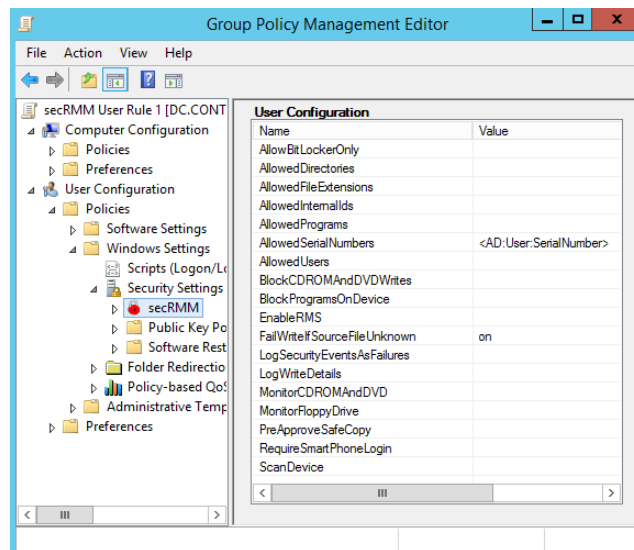 Group Policy Management Editor
File Action View Help
secRMM User Rule 1 [DC.CONT
Computer Configuration
Policies
Preferences
User Configuration
Policies
Software Settings
Windows Settings
Scripts (Logon/Lo
Security Settings
secRMM
Public Key Po
Software Rest
Folder Redirectio
Policy-based QoS
Administrative Temp
Preferences
User Configuration
Name Value
AllowBitLockerOnly
AllowedDirectories
AllowedFileExtensions
AllowedInternalIds
AllowedPrograms
AllowedSerialNumbers <AD:User:SerialNumber>
AllowedUsers
BlockCDROMAndDVDWrites
BlockProgramsOnDevice
EnableRMS
FailWriteIfSourceFileUnknown on
LogSecurityEventsAsFailures
LogWriteDetails
MonitorCDROMAndDVD
MonitorFloppyDrive
PreApproveSafeCopy
RequireSmartPhoneLogin
ScanDevice